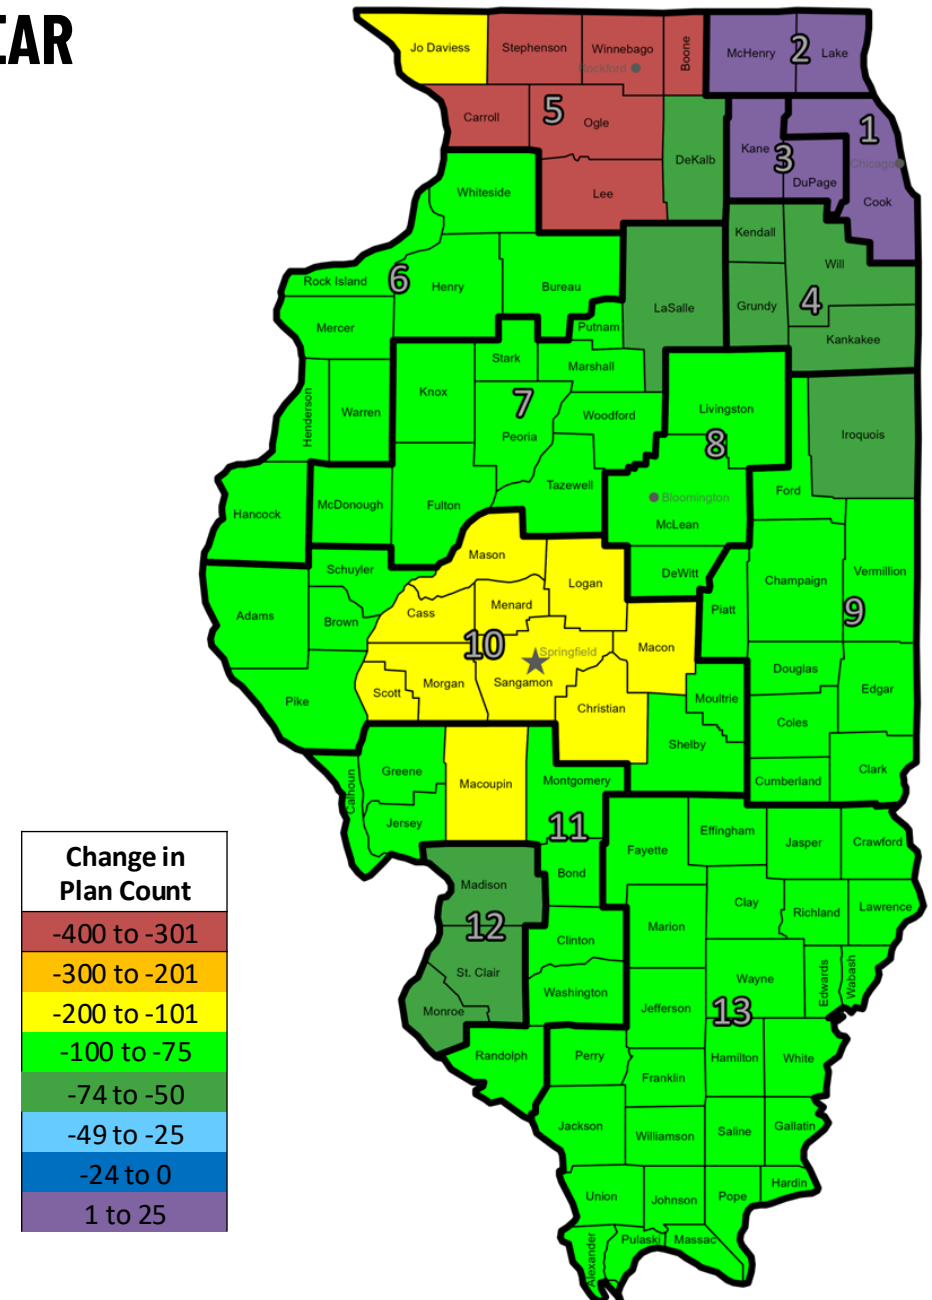 EAR
Jo Daviess
Stephenson
Winnebago
Boone
McHenry
2
Lake
Rockford
Carroll
5
Ogle
DeKalb
Kane
3
1
Chicago
DuPage
Cook
Whiteside
Lee
Kendall
Will
Rock Island
6
Henry
Bureau
LaSalle
Grundy
4
Mercer
Putnam
Kankakee
Stark
Marshall
Henderson
Warren
Knox
7
Peoria
Woodford
Livingston
8
Iroquois
Hancock
McDonough
Fulton
Tazewell
Bloomington
McLean
Ford
Mason
Schuyler
Logan
DeWitt
Champaign
Vermillion
Adams
Brown
Cass
Menard
Piatt
9
10
Springfield
Macon
Pike
Scott
Morgan
Sangamon
Christian
Moultrie
Douglas
Edgar
Shelby
Coles
Calhoun
Greene
Macoupin
Montgomery
Cumberland
Clark
Jersey
11
Fayette
Effingham
Jasper
Crawford
Madison
Bond
Clay
Richland
Lawrence
12
Clinton
Marion
St. Clair
Wayne
Edwards
Wabash
Monroe
Washington
Jefferson
13
Randolph
Perry
Franklin
Hamilton
White
Jackson
Williamson
Saline
Gallatin
Union
Johnson
Pope
Hardin
Alexander
Pulaski
Massac
Change in
Plan Count
-400 to -301
-300 to -201
-200 to -101
-100 to -75
-74 to -50
-49 to -25
-24 to 0
1 to 25